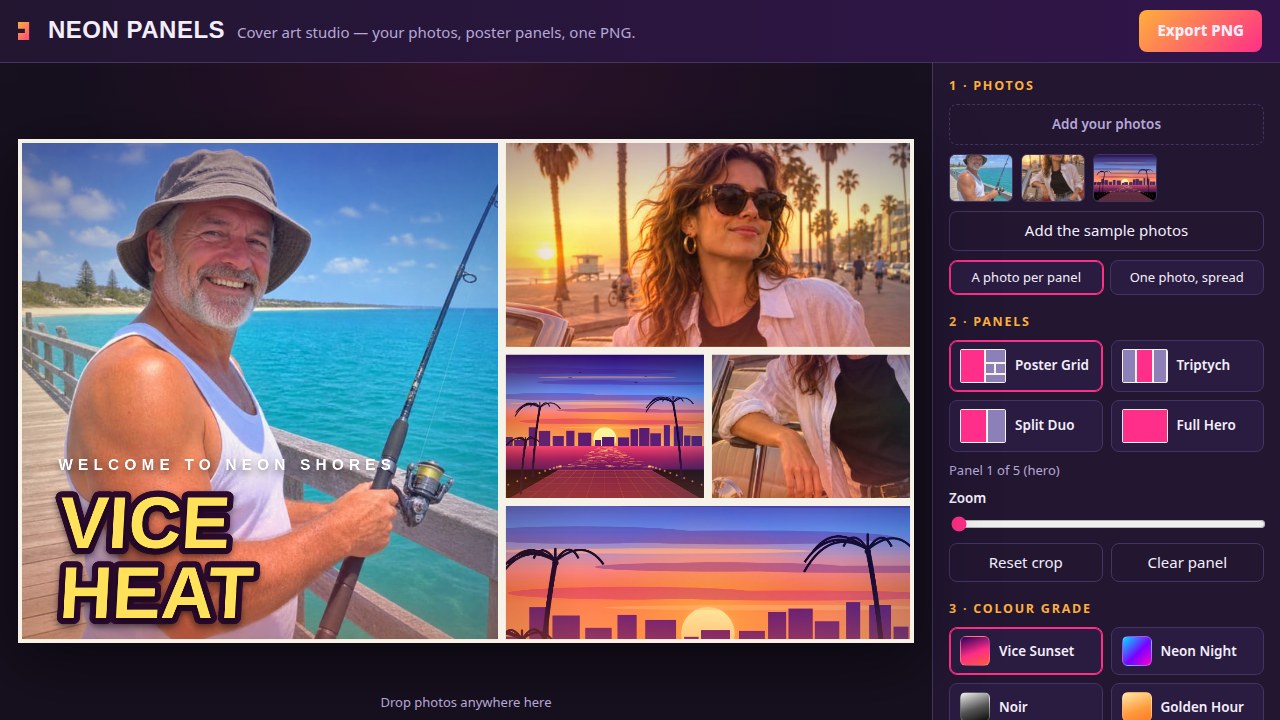 NEON PANELS
Cover art studio — your photos, poster panels, one PNG.
Export PNG
WELCOME TO NEON SHORES
VICE
HEAT
Drop photos anywhere here
1 · PHOTOS
Add your photos
Add the sample photos
A photo per panel
One photo, spread
2 · PANELS
Poster Grid
Triptych
Split Duo
Full Hero
Panel 1 of 5 (hero)
Zoom
Reset crop
Clear panel
3 · COLOUR GRADE
Vice Sunset
Neon Night
Noir
Golden Hour